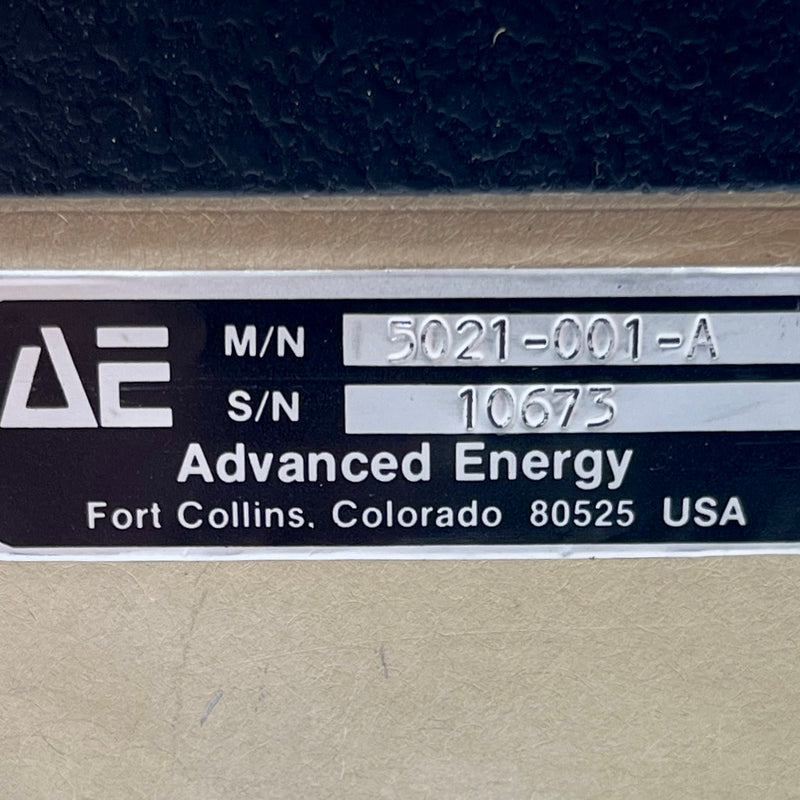 AE
M/N 5021-001-A
S/N 10673
Advanced Energy
Fort Collins. Colorado 80525 USA